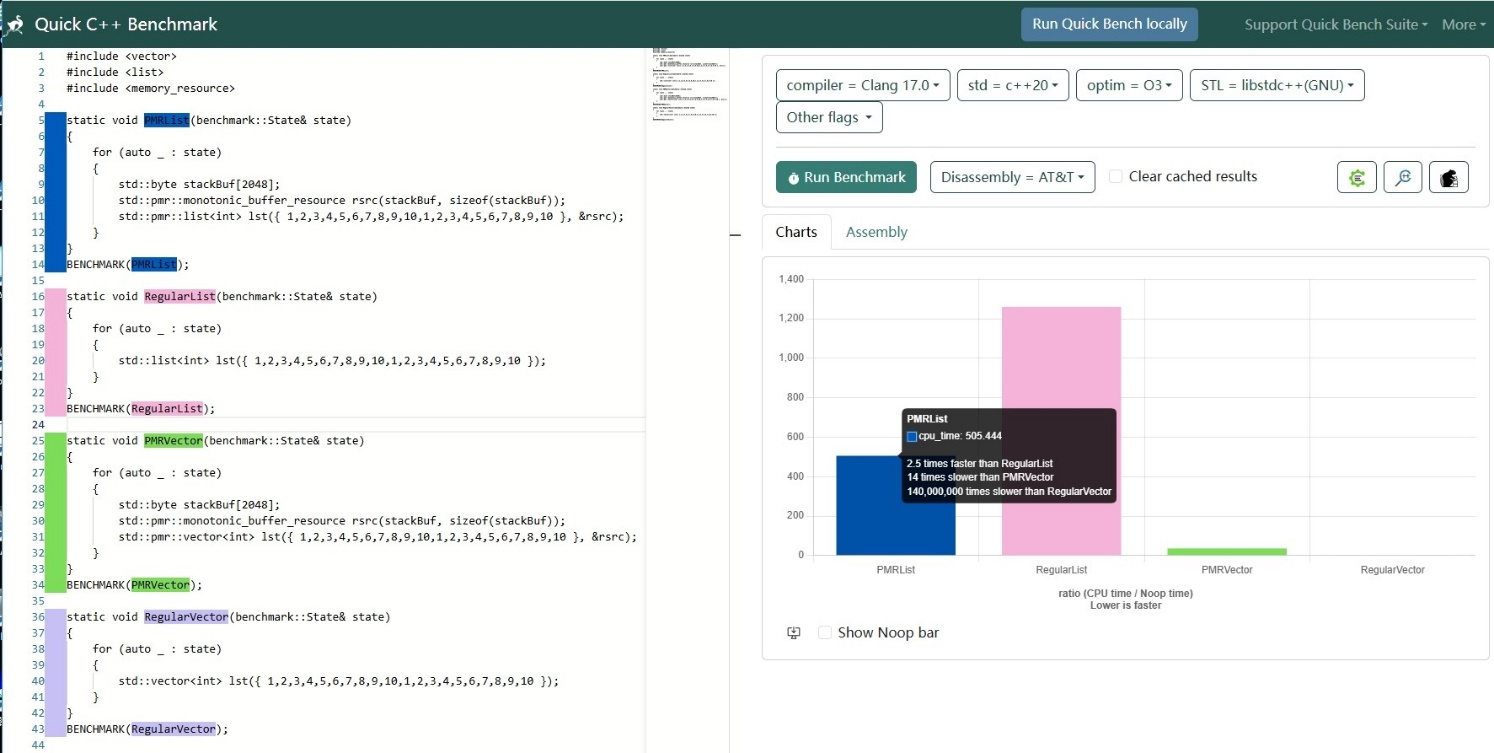 Quick C++ Benchmark
Run Quick Bench locally
Support Quick Bench Suite
More
1 #include <vector>
2 #include <list>
3 #include <memory_resource>
4
5 static void PMRList(benchmark::State& state)
6 {
7 for (auto _ : state)
8 {
9 std::byte stackBuf[2048];
10 std::pmr::monotonic_buffer_resource rsrc(stackBuf, sizeof(stackBuf));
11 std::pmr::list<int> lst({ 1,2,3,4,5,6,7,8,9,10,1,2,3,4,5,6,7,8,9,10 }, &rsrc);
12 }
13 }
14 BENCHMARK(PMRList);
15
16 static void RegularList(benchmark::State& state)
17 {
18 for (auto _ : state)
19 {
20 std::list<int> lst({ 1,2,3,4,5,6,7,8,9,10,1,2,3,4,5,6,7,8,9,10 });
21 }
22 }
23 BENCHMARK(RegularList);
24
25 static void PMRVector(benchmark::State& state)
26 {
27 for (auto _ : state)
28 {
29 std::byte stackBuf[2048];
30 std::pmr::monotonic_buffer_resource rsrc(stackBuf, sizeof(stackBuf));
31 std::pmr::vector<int> lst({ 1,2,3,4,5,6,7,8,9,10,1,2,3,4,5,6,7,8,9,10 }, &rsrc);
32 }
33 }
34 BENCHMARK(PMRVector);
35
36 static void RegularVector(benchmark::State& state)
37 {
38 for (auto _ : state)
39 {
40 std::vector<int> lst({ 1,2,3,4,5,6,7,8,9,10,1,2,3,4,5,6,7,8,9,10 });
41 }
42 }
43 BENCHMARK(RegularVector);
44
compiler = Clang 17.0
std = c++20
optim = O3
STL = libstdc++(GNU)
Other flags
Run Benchmark
Disassembly = AT&T
Clear cached results
Charts
Assembly
1,400
1,200
1,000
800
600
400
200
0
PMRList
cpu_time: 505.444
2.5 times faster than RegularList
14 times slower than PMRVector
140,000,000 times slower than RegularVector
PMRList
RegularList
PMRVector
RegularVector
ratio (CPU time / Noop time)
Lower is faster
Show Noop bar